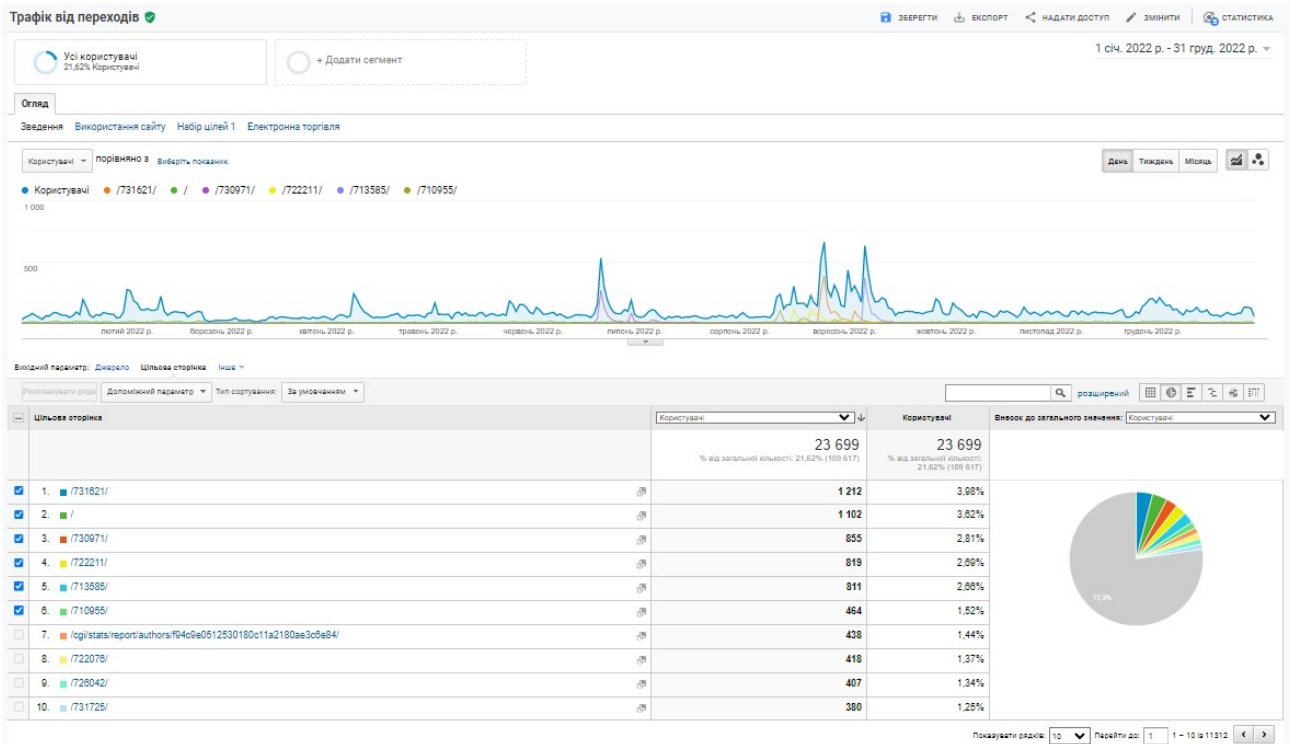 Трафік від переходів
ЗБЕРЕГТИ ЕКСПОРТ НАДАТИ ДОСТУП ЗМІНИТИ СТАТИСТИКА
Усі користувачі
21,62% Користувачі
+ Додати сегмент
1 січ. 2022 р. - 31 груд. 2022 р.
Огляд
Зведення Використання сайту Набір цілей 1 Електронна торгівля
Користувачі порівняно з Виберіть показник
День Тиждень Місяць
Користувачі /731621/ / /730971/ /722211/ /713585/ /710955/
1 000
500
лютий 2022 р. березень 2022 р. квітень 2022 р. травень 2022 р. червень 2022 р. липень 2022 р. серпень 2022 р. вересень 2022 р. жовтень 2022 р. листопад 2022 р. грудень 2022 р.
Вихідний параметр: Джерело Цільова сторінка Інше
Розпланувати ряди Допоміжний параметр Тип сортування: За умовчанням розширений
Цільова сторінка Користувачі Користувачі Внесок до загального значення: Користувачі
23 699 23 699
% від загальної кількості: 21,62% (109 617) % від загальної кількості:
21,62% (109 617)
1. /731621/ 1 212 3,98%
2. / 1 102 3,62%
3. /730971/ 855 2,81%
4. /722211/ 819 2,69%
5. /713585/ 811 2,66%
6. /710955/ 464 1,52%
7. /cgi/stats/report/authors/f94c9e0512530180c11a2180ae3c6e84/ 438 1,44%
8. /722076/ 418 1,37%
9. /726042/ 407 1,34%
10. /731725/ 380 1,25%
77,3%
Показувати рядків: 10 Перейти до: 1 1 – 10 із 11312